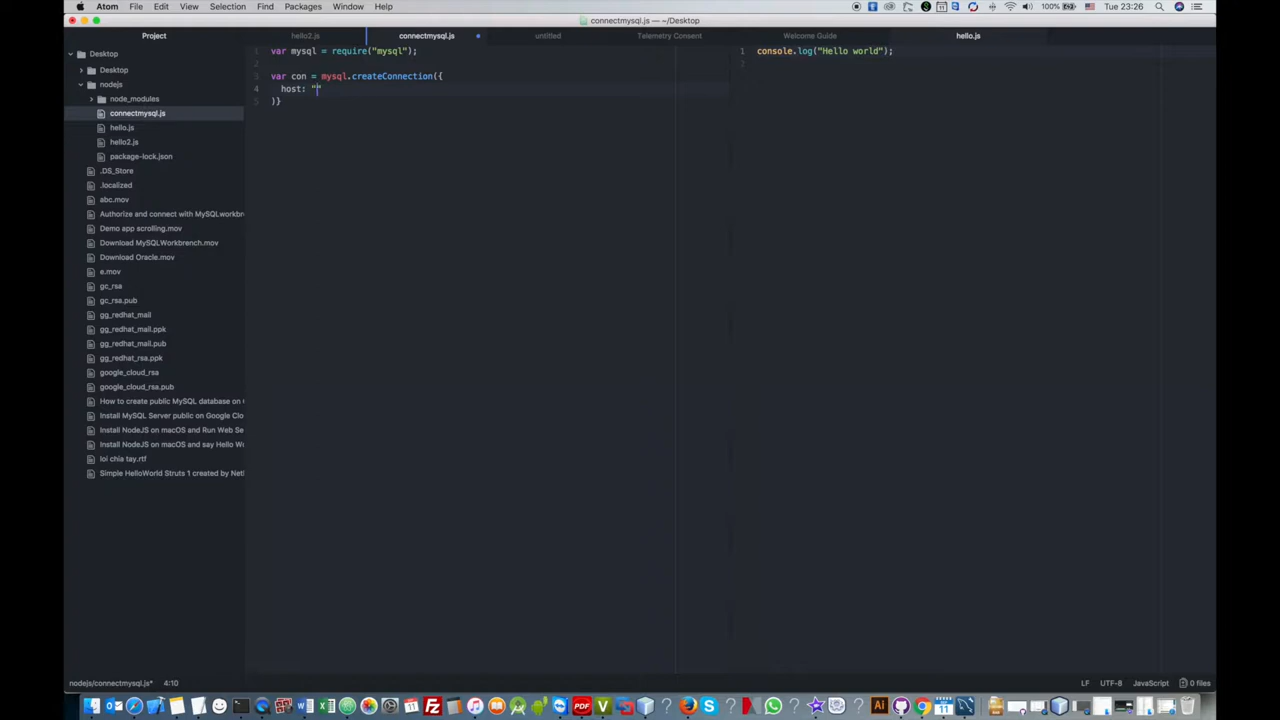 Atom File Edit View Selection Find Packages Window Help 100% Tue 23:26
connectmysql.js — ~/Desktop
Project hello2.js connectmysql.js untitled Telemetry Consent Welcome Guide hello.js
Desktop
Desktop
nodejs
node_modules
connectmysql.js
hello.js
hello2.js
package-lock.json
.DS_Store
.localized
abc.mov
Authorize and connect with MySQLworkbre
Demo app scrolling.mov
Download MySQLWorkbrench.mov
Download Oracle.mov
e.mov
gc_rsa
gc_rsa.pub
gg_redhat_mail
gg_redhat_mail.ppk
gg_redhat_mail.pub
gg_redhat_rsa.ppk
google_cloud_rsa
google_cloud_rsa.pub
How to create public MySQL database on
Install MySQL Server public on Google Clo
Install NodeJS on macOS and Run Web Se
Install NodeJS on macOS and say Hello W
loi chia tay.rtf
Simple HelloWorld Struts 1 created by Netl
1 var mysql = require("mysql");
2
3 var con = mysql.createConnection({
4 host: ""
5 )}
1 console.log("Hello world");
2
nodejs/connectmysql.js* 4:10 LF UTF-8 JavaScript 0 files